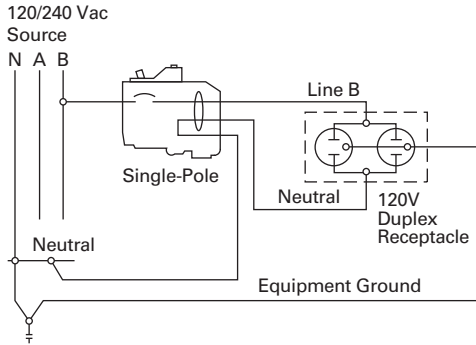 120/240 Vac
Source
N A B
Line B
Single-Pole
Neutral
120V
Duplex
Receptacle
Neutral
Equipment Ground